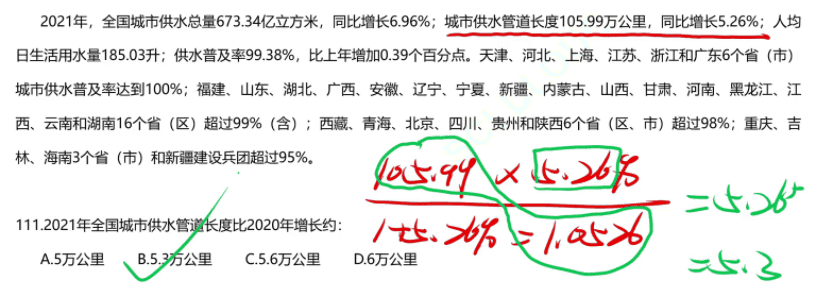 2021年，全国城市供水总量673.34亿立方米，同比增长6.96%；城市供水管道长度105.99万公里，同比增长5.26%；人均
日生活用水量185.03升；供水普及率99.38%，比上年增加0.39个百分点。天津、河北、上海、江苏、浙江和广东6个省（市）
城市供水普及率达到100%；福建、山东、湖北、广西、安徽、辽宁、宁夏、新疆、内蒙古、山西、甘肃、河南、黑龙江、江
西、云南和湖南16个省（区）超过99%（含）；西藏、青海、北京、四川、贵州和陕西6个省（区、市）超过98%；重庆、吉
林、海南3个省（市）和新疆建设兵团超过95%。
105.99 × 5.26%
1+5.26% = 1.0526
=5.26
=5.3
111.2021年全国城市供水管道长度比2020年增长约：
A.5万公里 B.5.3万公里 C.5.6万公里 D.6万公里